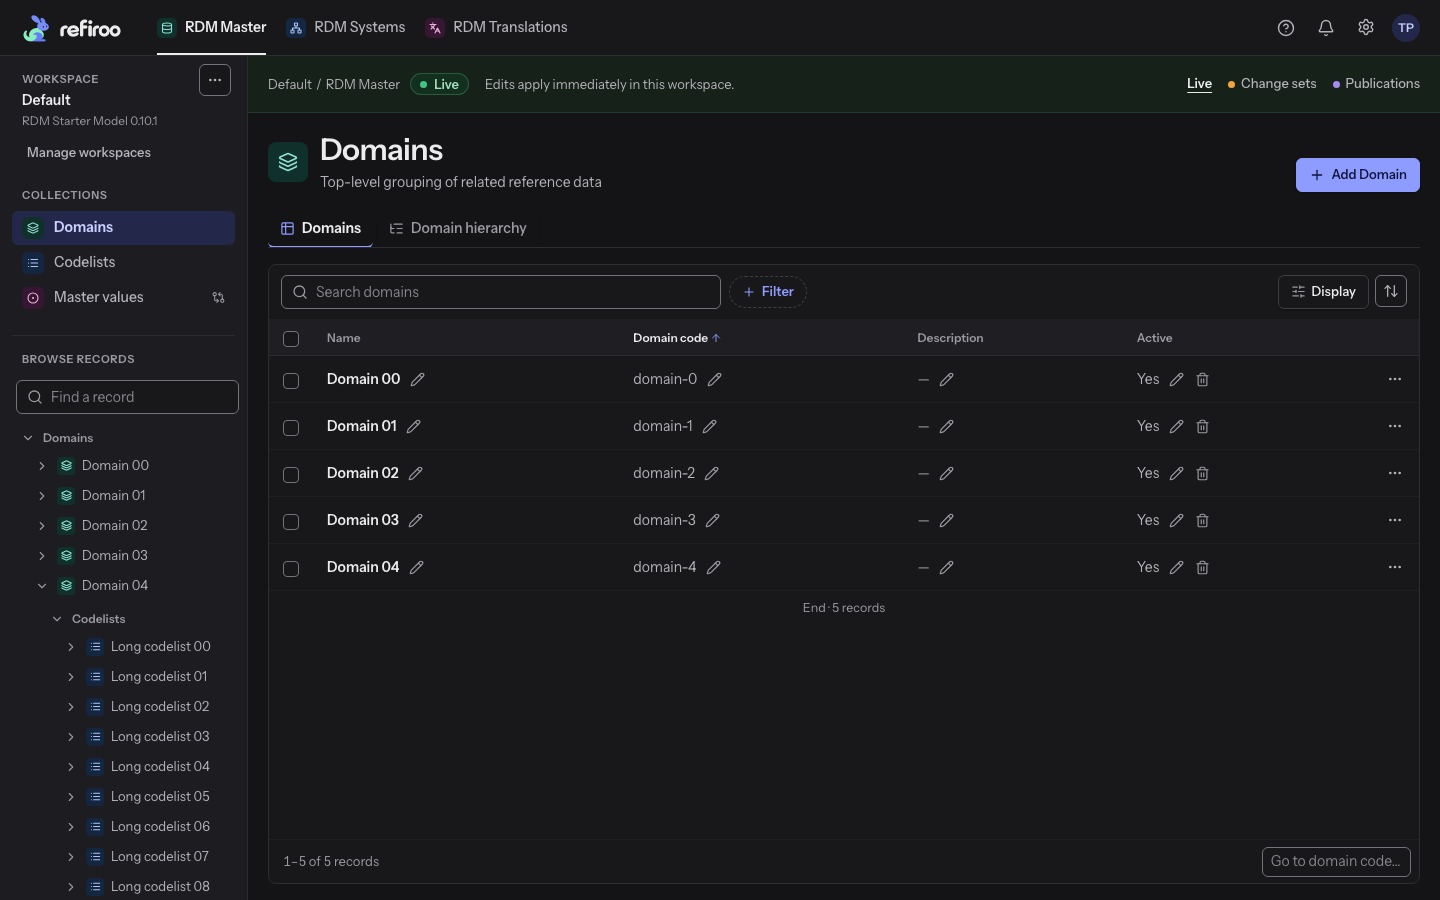 refiroo
RDM Master
RDM Systems
RDM Translations
TP
WORKSPACE
Default
RDM Starter Model 0.10.1
Manage workspaces
COLLECTIONS
Domains
Codelists
Master values
BROWSE RECORDS
Find a record
Domains
Domain 00
Domain 01
Domain 02
Domain 03
Domain 04
Codelists
Long codelist 00
Long codelist 01
Long codelist 02
Long codelist 03
Long codelist 04
Long codelist 05
Long codelist 06
Long codelist 07
Long codelist 08
Default / RDM Master Live Edits apply immediately in this workspace.
Live Change sets Publications
Domains
Top-level grouping of related reference data
+ Add Domain
Domains Domain hierarchy
Search domains + Filter Display
Name Domain code ↑ Description Active
Domain 00 domain-0 — Yes
Domain 01 domain-1 — Yes
Domain 02 domain-2 — Yes
Domain 03 domain-3 — Yes
Domain 04 domain-4 — Yes
End · 5 records
1–5 of 5 records
Go to domain code...